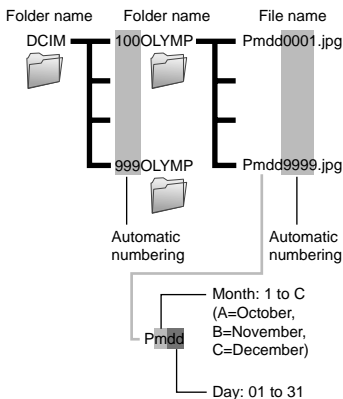 Folder name Folder name File name
DCIM 100OLYMP Pmdd0001.jpg
999OLYMP Pmdd9999.jpg
Automatic numbering
Automatic numbering
Month: 1 to C
(A=October,
B=November,
C=December)
Pmdd
Day: 01 to 31